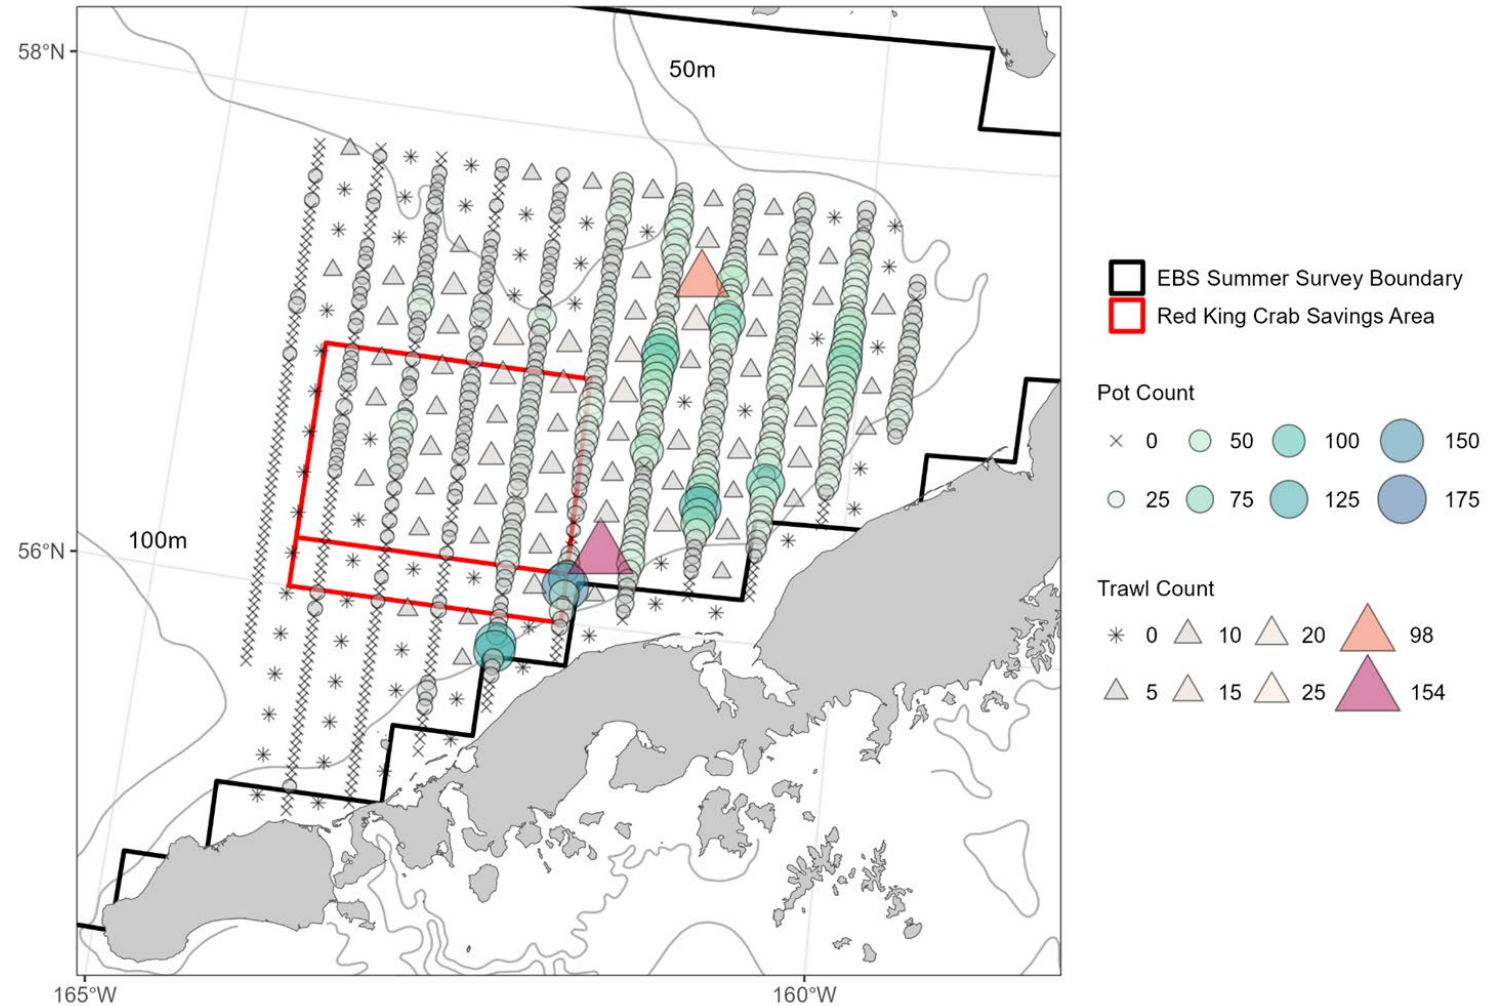 58°N
50m
56°N
100m
165°W
160°W
EBS Summer Survey Boundary
Red King Crab Savings Area
Pot Count
0 50 100 150
25 75 125 175
Trawl Count
0 10 20 98
5 15 25 154